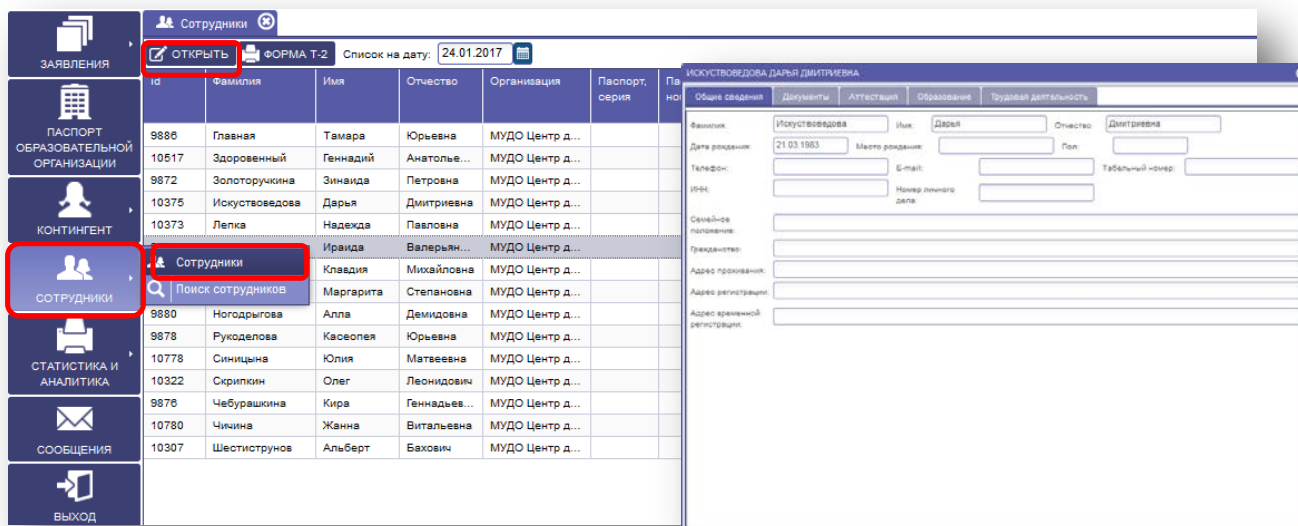 ЗАЯВЛЕНИЯ
ПАСПОРТ
ОБРАЗОВАТЕЛЬНОЙ
ОРГАНИЗАЦИИ
КОНТИНГЕНТ
СОТРУДНИКИ
СТАТИСТИКА И
АНАЛИТИКА
СООБЩЕНИЯ
ВЫХОД
Сотрудники
ОТКРЫТЬ ФОРМА Т-2 Список на дату: 24.01.2017
Id Фамилия Имя Отчество Организация Паспорт,
серия
9886 Главная Тамара Юрьевна МУДО Центр д...
10517 Здоровенный Геннадий Анатолье... МУДО Центр д...
9872 Золоторучкина Зинаида Петровна МУДО Центр д...
10375 Искуствоведова Дарья Дмитриевна МУДО Центр д...
10373 Лепка Надежда Павловна МУДО Центр д...
Ираида Валерьян... МУДО Центр д...
Клавдия Михайловна МУДО Центр д...
Маргарита Степановна МУДО Центр д...
9880 Ногодрыгова Алла Демидовна МУДО Центр д...
9878 Рукоделова Касеопея Юрьевна МУДО Центр д...
10778 Синицына Юлия Матвеевна МУДО Центр д...
10322 Скрипкин Олег Леонидович МУДО Центр д...
9876 Чебурашкина Кира Геннадьев... МУДО Центр д...
10780 Чичина Жанна Витальевна МУДО Центр д...
10307 Шестиструнов Альберт Бахович МУДО Центр д...
Сотрудники
Поиск сотрудников
ИСКУСТВОВЕДОВА ДАРЬЯ ДМИТРИЕВНА
Общие сведения Документы Аттестация Образование Трудовая деятельность
Фамилия: Искуствоведова Имя: Дарья Отчество: Дмитриевна
Дата рождения: 21.03.1983 Место рождения: Пол:
Телефон: E-mail: Табельный номер:
ИНН: Номер личного
дела:
Семейное
положение:
Гражданство:
Адрес проживания:
Адрес регистрации:
Адрес временной
регистрации: